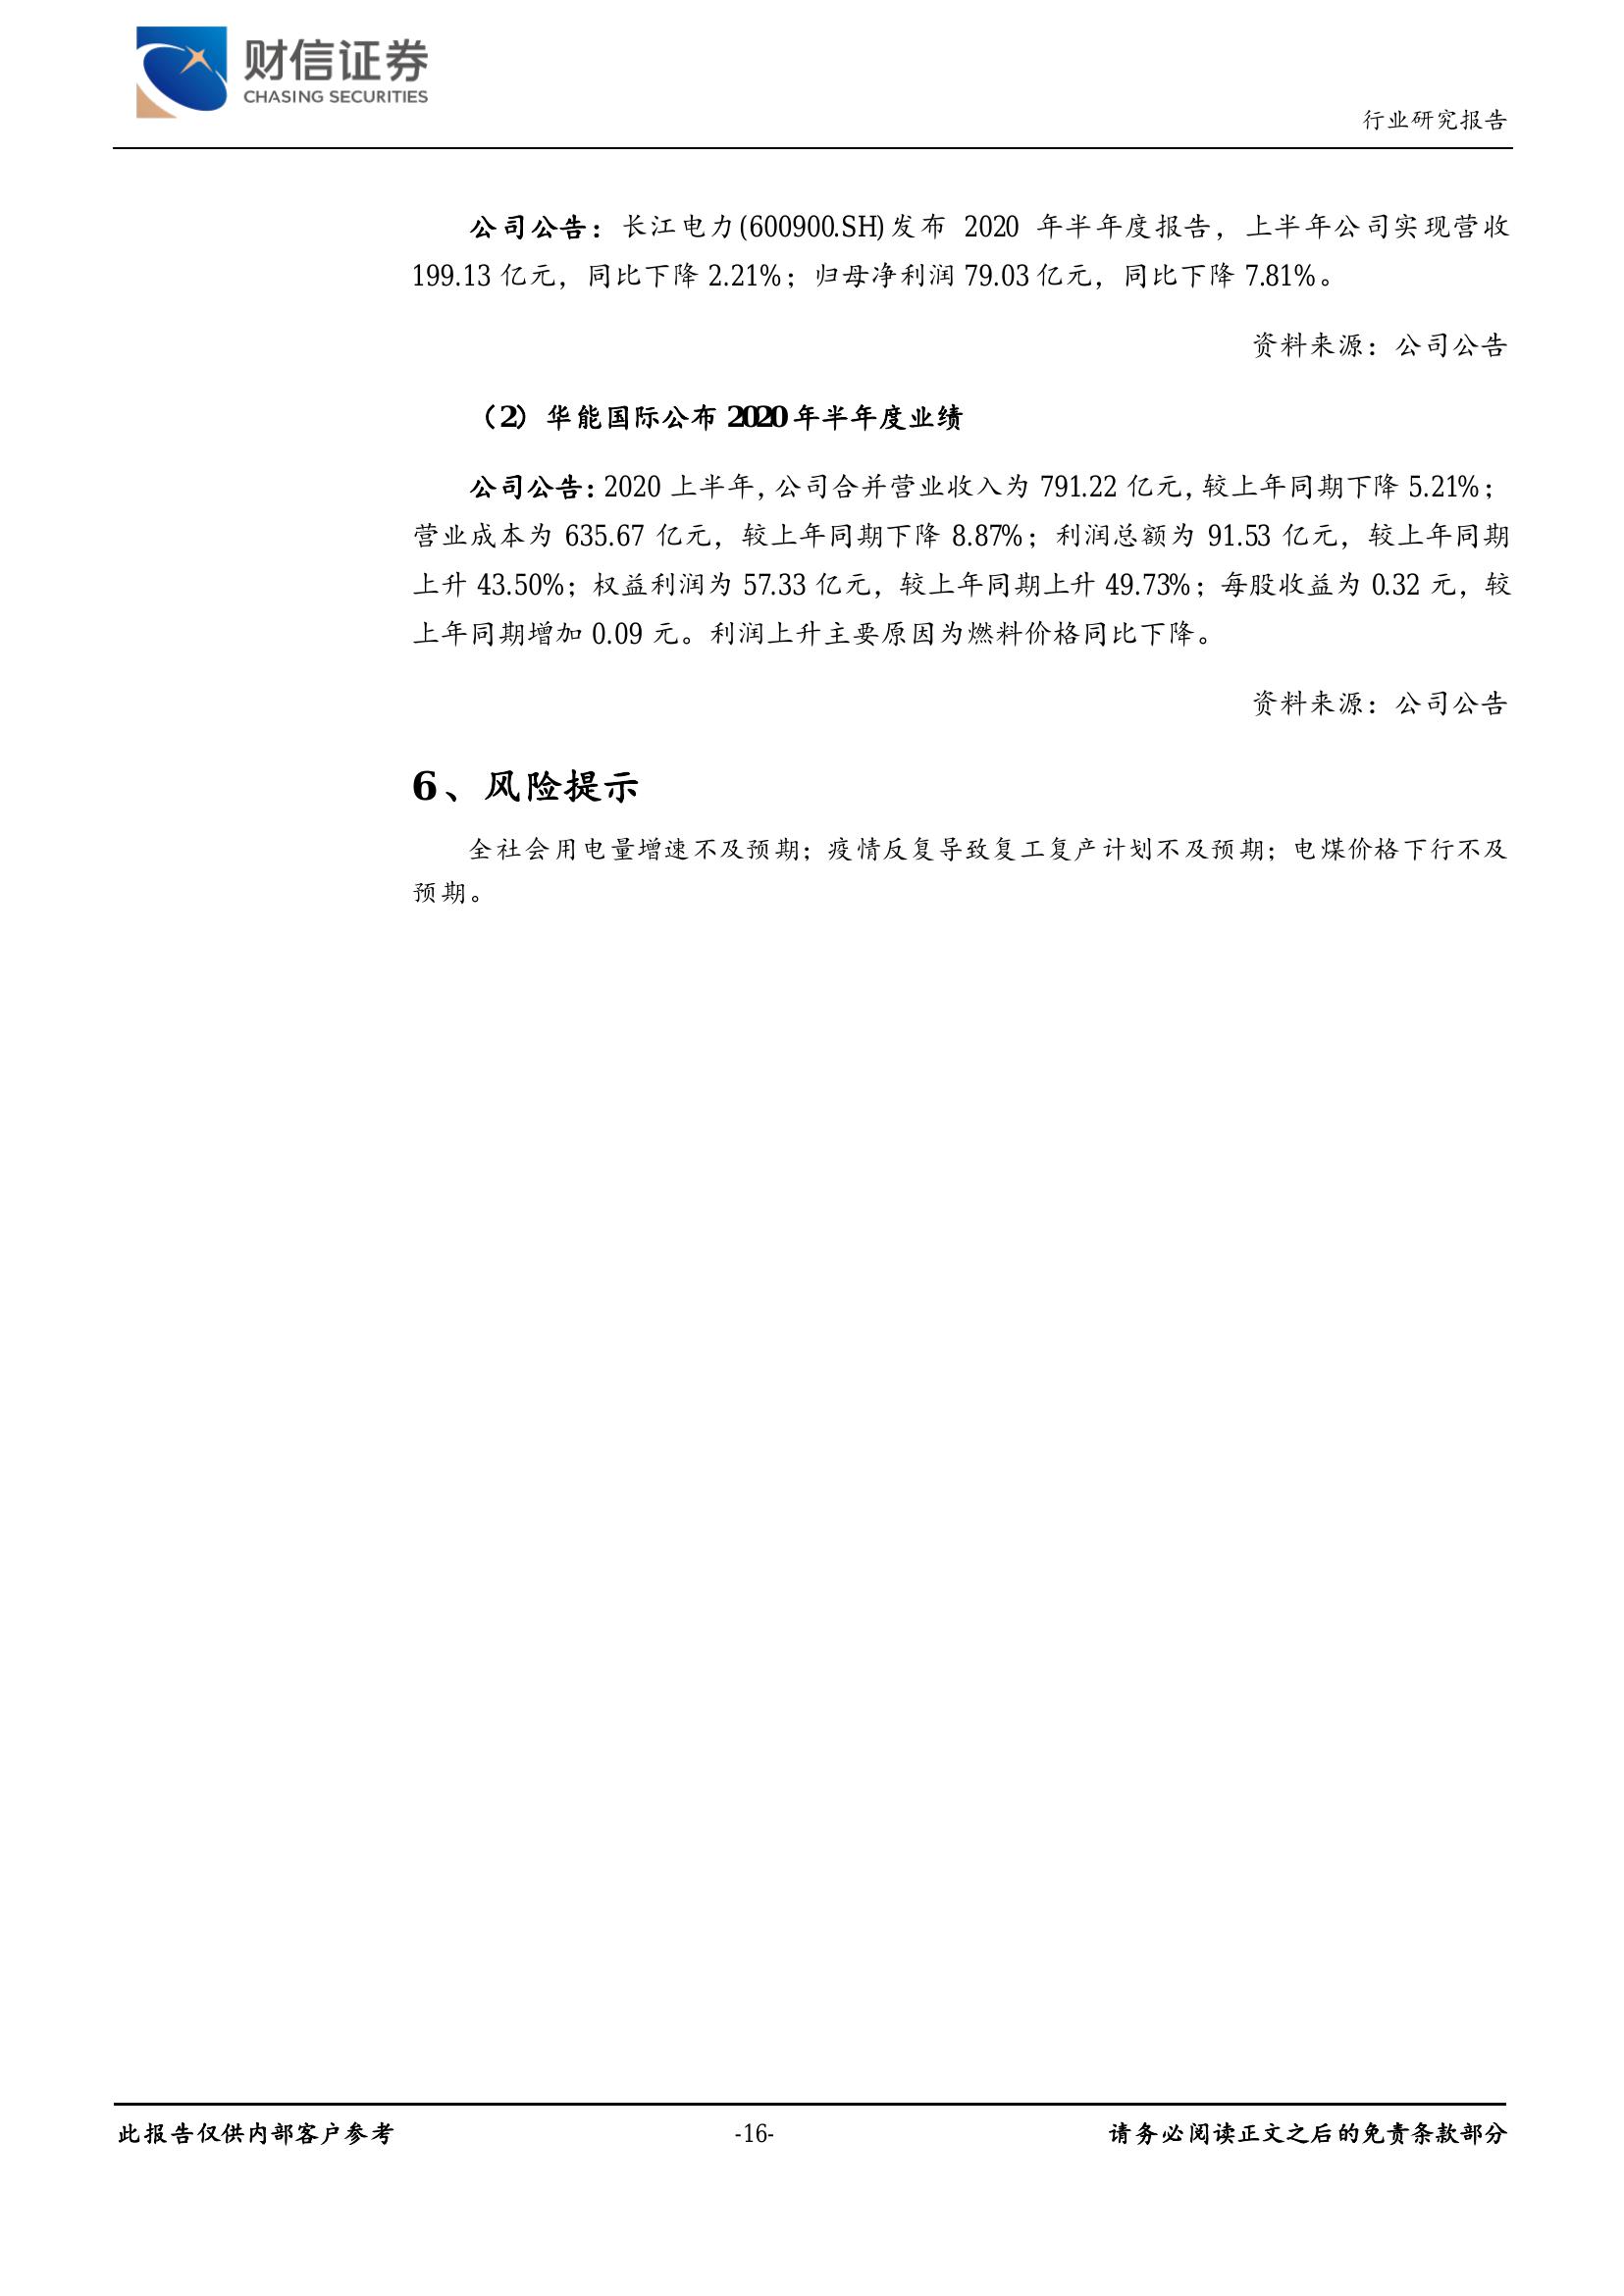 财信证券
CHASING SECURITIES
行业研究报告
公司公告：长江电力(600900.SH)发布 2020 年半年度报告，上半年公司实现营收
199.13 亿元，同比下降 2.21%；归母净利润 79.03 亿元，同比下降 7.81%。
资料来源：公司公告
（2）华能国际公布 2020 年半年度业绩
公司公告：2020 上半年，公司合并营业收入为 791.22 亿元，较上年同期下降 5.21%；
营业成本为 635.67 亿元，较上年同期下降 8.87%；利润总额为 91.53 亿元，较上年同期
上升 43.50%；权益利润为 57.33 亿元，较上年同期上升 49.73%；每股收益为 0.32 元，较
上年同期增加 0.09 元。利润上升主要原因为燃料价格同比下降。
资料来源：公司公告
6、风险提示
全社会用电量增速不及预期；疫情反复导致复工复产计划不及预期；电煤价格下行不及
预期。
此报告仅供内部客户参考
-16-
请务必阅读正文之后的免责条款部分